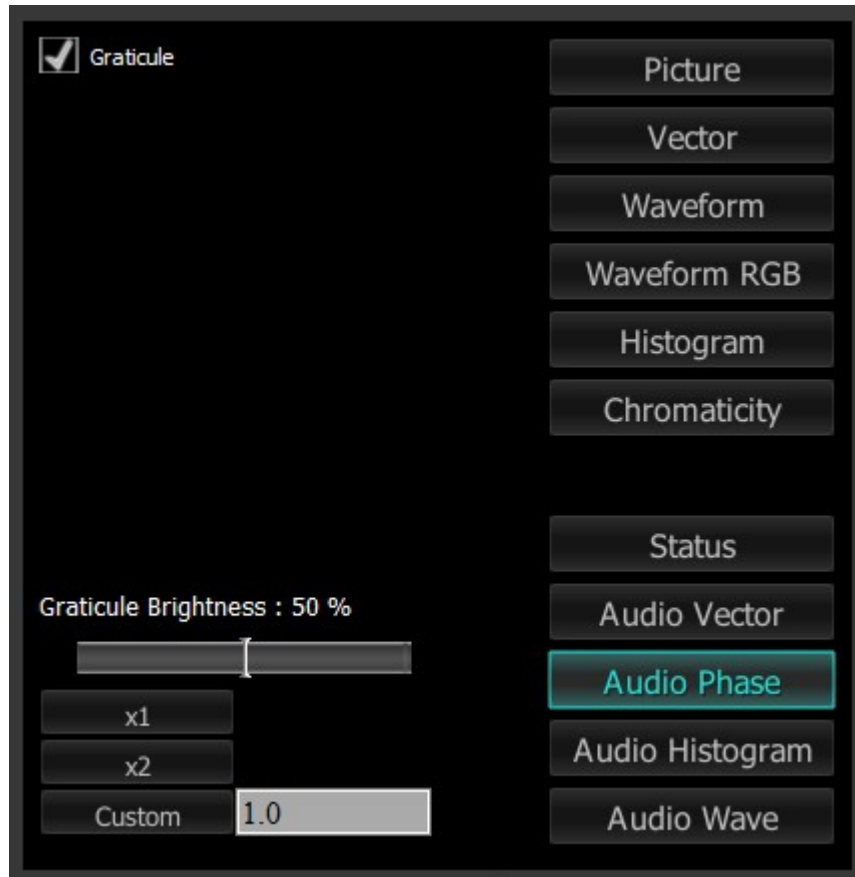 Graticule
Picture
Vector
Waveform
Waveform RGB
Histogram
Chromaticity
Status
Audio Vector
Audio Phase
Audio Histogram
Audio Wave
Graticule Brightness : 50 %
x1
x2
Custom
1.0